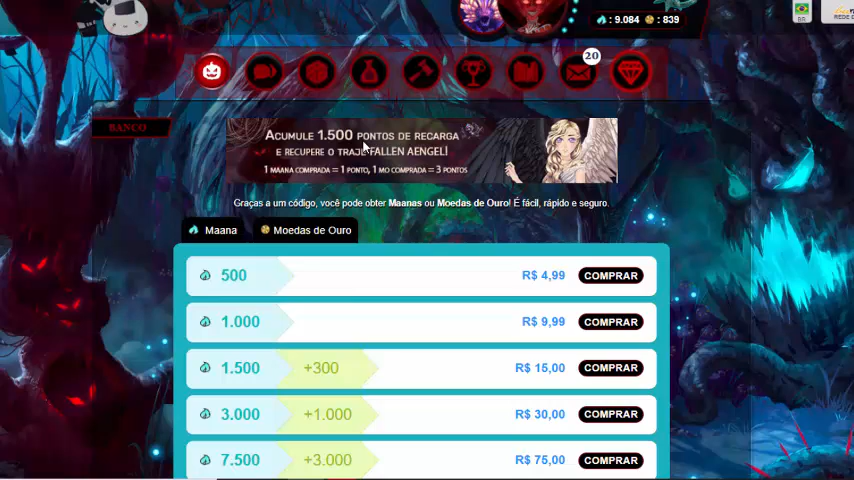 : 9.084 : 839
BR
REDE
20
BANCO
ACUMULE 1.500 PONTOS DE RECARGA
E RECUPERE O TRAJE FALLEN AENGEL!
1 MAANA COMPRADA = 1 PONTO, 1 MO COMPRADA = 3 PONTOS
Graças a um código, você pode obter Maanas ou Moedas de Ouro! É fácil, rápido e seguro.
Maana Moedas de Ouro
500 R$ 4,99 COMPRAR
1.000 R$ 9,99 COMPRAR
1.500 +300 R$ 15,00 COMPRAR
3.000 +1.000 R$ 30,00 COMPRAR
7.500 +3.000 R$ 75,00 COMPRAR